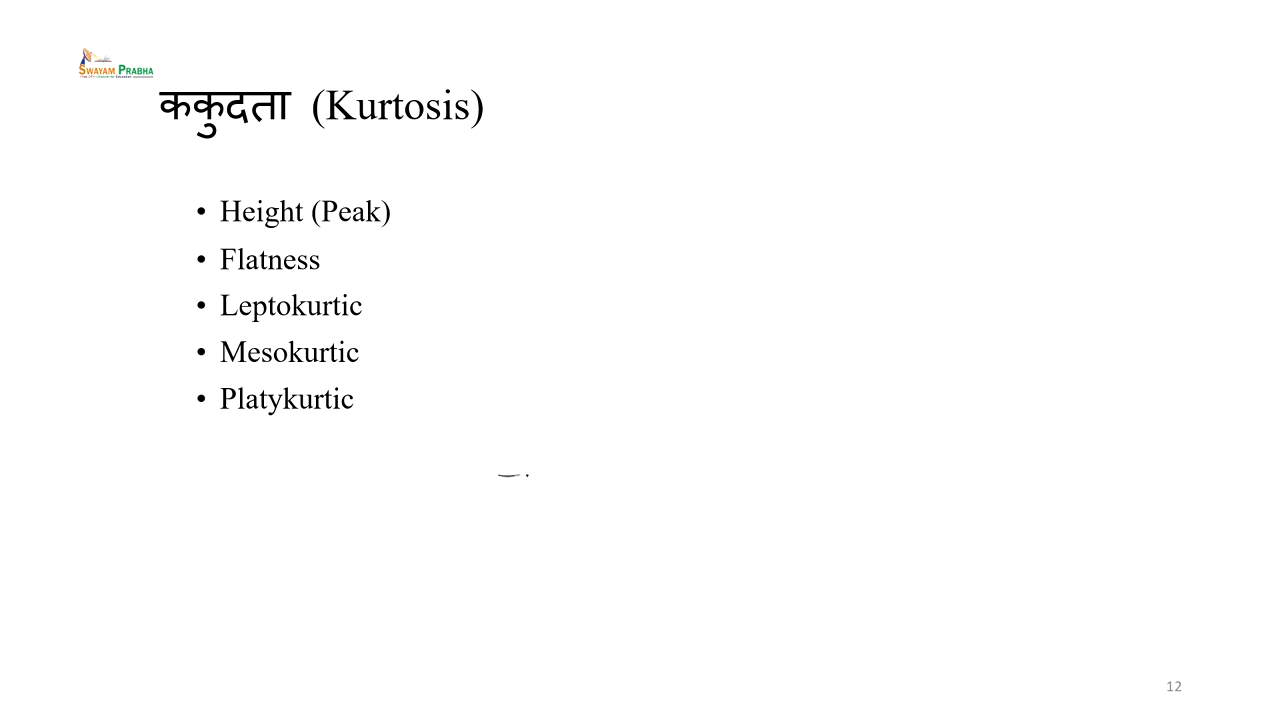 SWAYAM PRABHA
ककुदता (Kurtosis)
• Height (Peak)
• Flatness
• Leptokurtic
• Mesokurtic
• Platykurtic
12